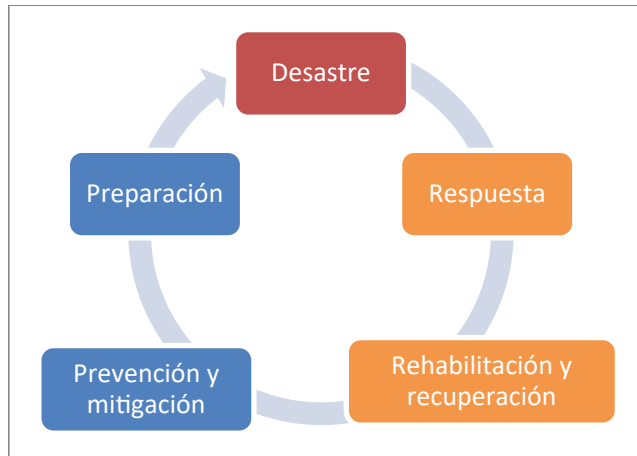 Desastre
Respuesta
Rehabilitación y
recuperación
Prevención y
mitigación
Preparación